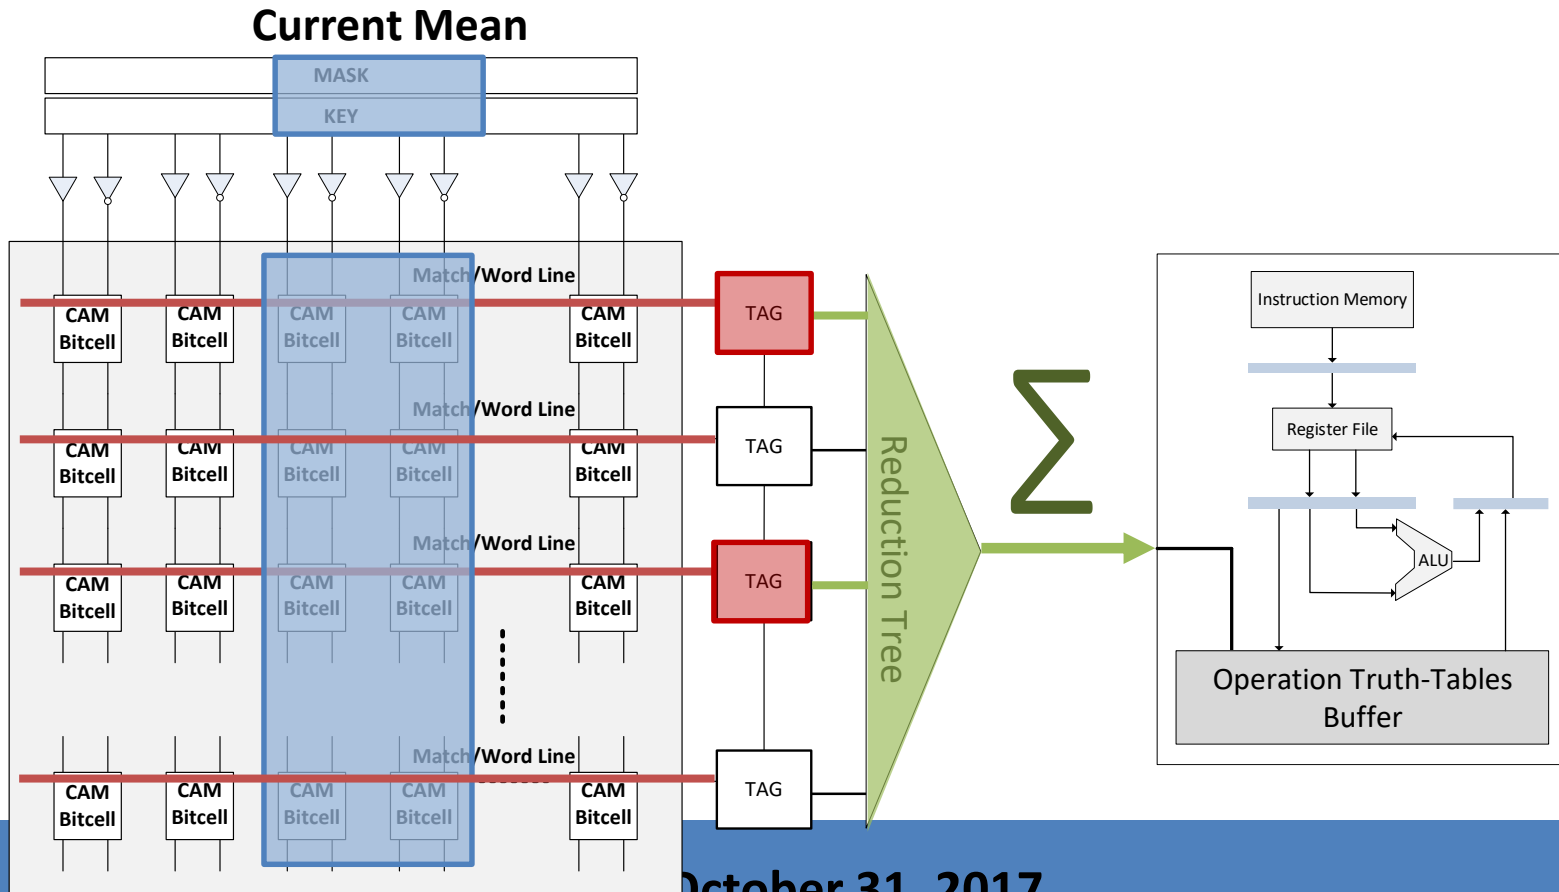 Current Mean
MASK
KEY
Match/Word Line
CAM CAM CAM CAM CAM
Bitcell Bitcell Bitcell Bitcell Bitcell
TAG
Match/Word Line
CAM CAM CAM CAM CAM
Bitcell Bitcell Bitcell Bitcell Bitcell
TAG
Match/Word Line
CAM CAM CAM CAM CAM
Bitcell Bitcell Bitcell Bitcell Bitcell
TAG
Match/Word Line
CAM CAM CAM CAM CAM
Bitcell Bitcell Bitcell Bitcell Bitcell
TAG
Reduction Tree
∑
Instruction Memory
Register File
ALU
Operation Truth-Tables
Buffer
October 31, 2017